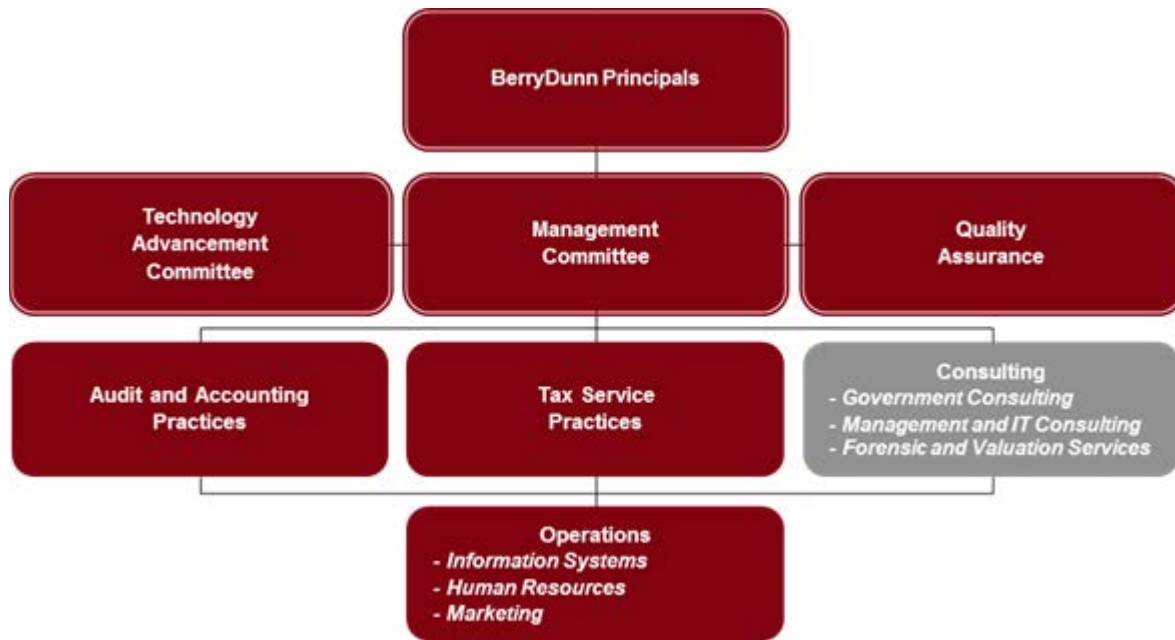 BerryDunn Principals
Technology
Advancement
Committee
Management
Committee
Quality
Assurance
Audit and Accounting
Practices
Tax Service
Practices
Consulting
- Government Consulting
- Management and IT Consulting
- Forensic and Valuation Services
Operations
- Information Systems
- Human Resources
- Marketing